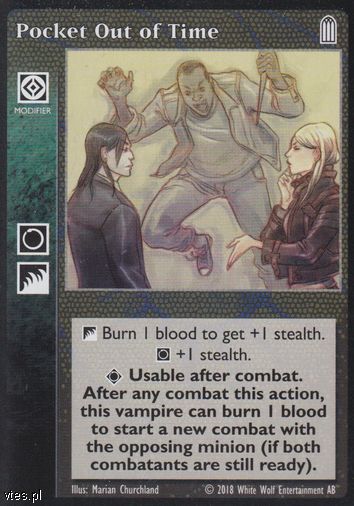 Pocket Out of Time
MODIFIER
Burn 1 blood to get +1 stealth.
+1 stealth.
Usable after combat.
After any combat this action,
this vampire can burn 1 blood
to start a new combat with
the opposing minion (if both
combatants are still ready).
Illus: Marian Churchland © 2018 White Wolf Entertainment AB
vtes.pl